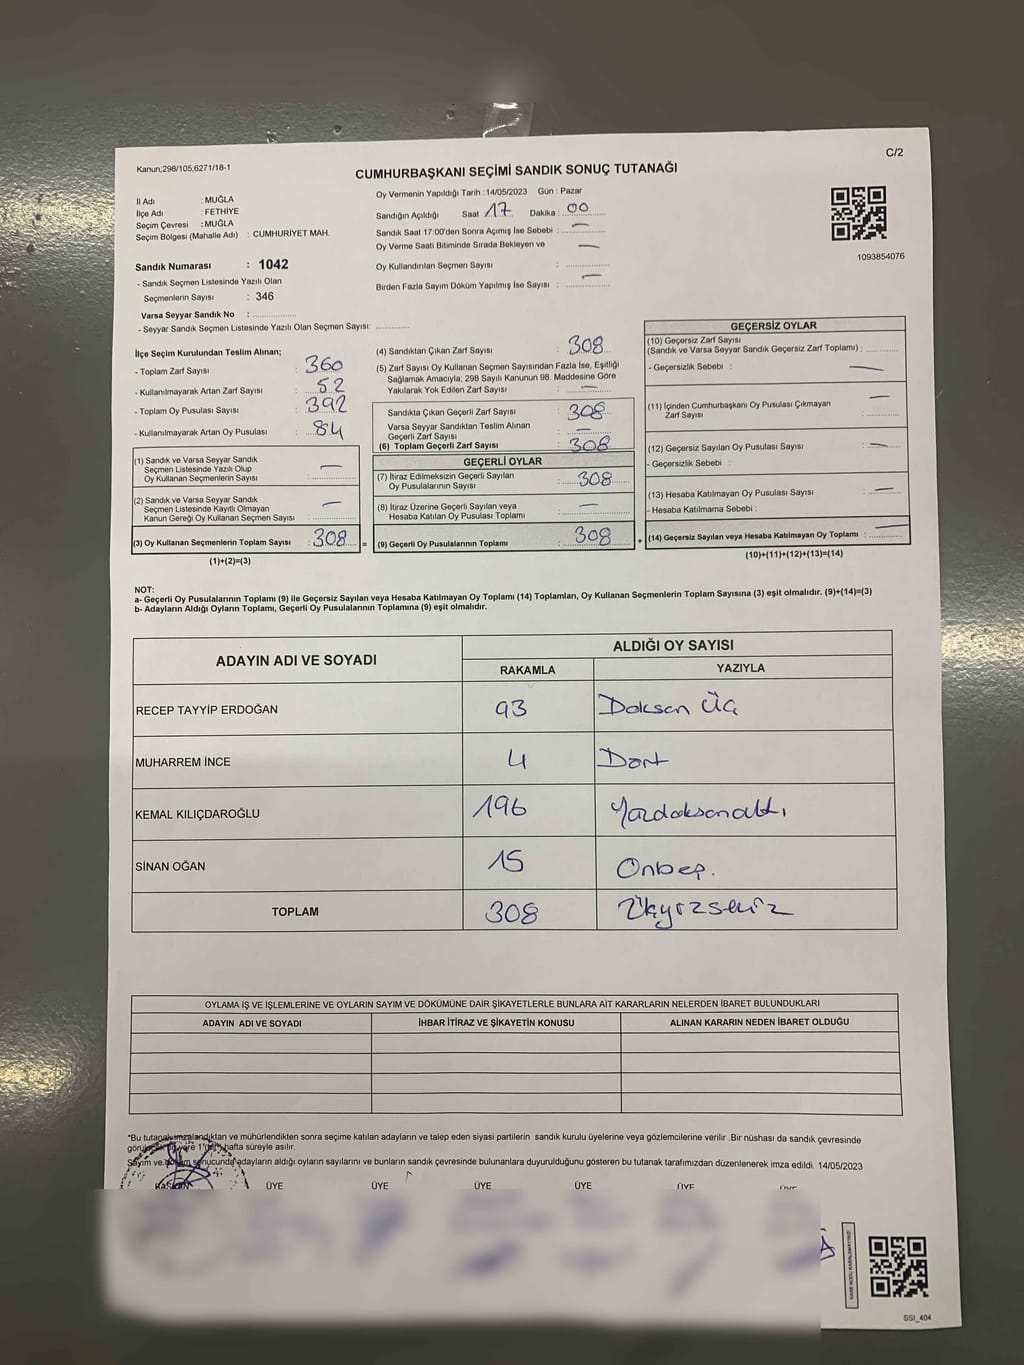 Kanun;298/105;6271/18-1
C/2
CUMHURBAŞKANI SEÇİMİ SANDIK SONUÇ TUTANAĞI
İl Adı : MUĞLA
İlçe Adı : FETHİYE
Seçim Çevresi : MUĞLA
Seçim Bölgesi (Mahalle Adı) : CUMHURİYET MAH.
Sandık Numarası : 1042
- Sandık Seçmen Listesinde Yazılı Olan
Seçmenlerin Sayısı : 346
Varsa Seyyar Sandık No :
- Seyyar Sandık Seçmen Listesinde Yazılı Olan Seçmen Sayısı:
Oy Vermenin Yapıldığı Tarih : 14/05/2023 Gün : Pazar
Sandığın Açıldığı Saat 17 Dakika : 00
Sandık Saat 17:00'den Sonra Açımış İse Sebebi : —
Oy Verme Saati Bitiminde Sırada Bekleyen ve —
Oy Kullandırılan Seçmen Sayısı :
Birden Fazla Sayım Döküm Yapılmış İse Sayısı : —
1093854076
İlçe Seçim Kurulundan Teslim Alınan;
- Toplam Zarf Sayısı : 360
- Kullanılmayarak Artan Zarf Sayısı : 52
- Toplam Oy Pusulası Sayısı : 392
- Kullanılmayarak Artan Oy Pusulası : 84
(1) Sandık ve Varsa Seyyar Sandık
Seçmen Listesinde Yazılı Olup
Oy Kullanan Seçmenlerin Sayısı : —
(2) Sandık ve Varsa Seyyar Sandık
Seçmen Listesinde Kayıtlı Olmayan
Kanun Gereği Oy Kullanan Seçmen Sayısı : —
(3) Oy Kullanan Seçmenlerin Toplam Sayısı : 308 =
(1)+(2)=(3)
(4) Sandıktan Çıkan Zarf Sayısı : 308
(5) Zarf Sayısı Oy Kullanan Seçmen Sayısından Fazla İse, Eşitliği
Sağlamak Amacıyla; 298 Sayılı Kanunun 98. Maddesine Göre
Yakılarak Yok Edilen Zarf Sayısı : —
Sandıkta Çıkan Geçerli Zarf Sayısı : 308
Varsa Seyyar Sandıktan Teslim Alınan
Geçerli Zarf Sayısı : —
(6) Toplam Geçerli Zarf Sayısı : 308
GEÇERLİ OYLAR
(7) İtiraz Edilmeksizin Geçerli Sayılan
Oy Pusulalarının Sayısı : 308
(8) İtiraz Üzerine Geçerli Sayılan veya
Hesaba Katılan Oy Pusulası Toplamı : —
(9) Geçerli Oy Pusulalarının Toplamı : 308 +
GEÇERSİZ OYLAR
(10) Geçersiz Zarf Sayısı
(Sandık ve Varsa Seyyar Sandık Geçersiz Zarf Toplamı) :
- Geçersizlik Sebebi : —
(11) İçinden Cumhurbaşkanı Oy Pusulası Çıkmayan
Zarf Sayısı : —
(12) Geçersiz Sayılan Oy Pusulası Sayısı : —
- Geçersizlik Sebebi :
(13) Hesaba Katılmayan Oy Pusulası Sayısı : —
- Hesaba Katılmama Sebebi :
(14) Geçersiz Sayılan veya Hesaba Katılmayan Oy Toplamı : —
(10)+(11)+(12)+(13)=(14)
NOT:
a- Geçerli Oy Pusulalarının Toplamı (9) ile Geçersiz Sayılan veya Hesaba Katılmayan Oy Toplamı (14) Toplamları, Oy Kullanan Seçmenlerin Toplam Sayısına (3) eşit olmalıdır. (9)+(14)=(3)
b- Adayların Aldığı Oyların Toplamı, Geçerli Oy Pusulalarının Toplamına (9) eşit olmalıdır.
ADAYIN ADI VE SOYADI
ALDIĞI OY SAYISI
RAKAMLA YAZIYLA
RECEP TAYYİP ERDOĞAN 93 Doksan Üç
MUHARREM İNCE 4 Dört
KEMAL KILIÇDAROĞLU 196 Yüzdoksanaltı
SİNAN OĞAN 15 Onbeş.
TOPLAM 308 Üçyüzsekiz
OYLAMA İŞ VE İŞLEMLERİNE VE OYLARIN SAYIM VE DÖKÜMÜNE DAİR ŞİKAYETLERLE BUNLARA AİT KARARLARIN NELERDEN İBARET BULUNDUKLARI
ADAYIN ADI VE SOYADI İHBAR İTİRAZ VE ŞİKAYETİN KONUSU ALINAN KARARIN NEDEN İBARET OLDUĞU
*Bu tutanak imzalandıktan ve mühürlendikten sonra seçime katılan adayların ve talep eden siyasi partilerin sandık kurulu üyelerine veya gözlemcilerine verilir .Bir nüshası da sandık çevresinde
hafta süreyle asılır.
Sayım ve döküm sonucunda adayların aldığı oyların sayılarını ve bunların sandık çevresinde bulunanlara duyurulduğunu gösteren bu tutanak tarafımızdan düzenlenerek imza edildi. 14/05/2023
BAŞKAN ÜYE ÜYE ÜYE ÜYE ÜYE ÜYE
SSI_404